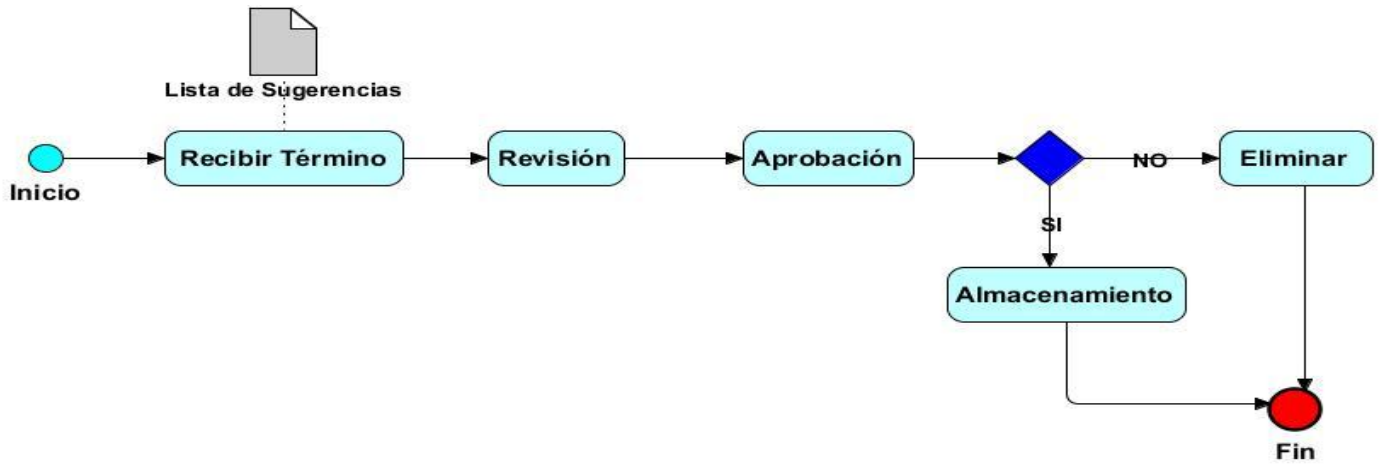 Lista de Sugerencias
Inicio
Recibir Término
Revisión
Aprobación
NO
Eliminar
SI
Almacenamiento
Fin